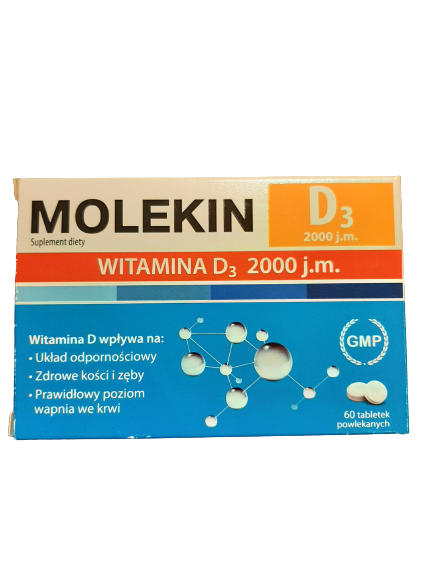 MOLEKIN
Suplement diety
D3
2000 j.m.
WITAMINA D3 2000 j.m.
Witamina D wpływa na:
• Układ odpornościowy
• Zdrowe kości i zęby
• Prawidłowy poziom
wapnia we krwi
GMP
60 tabletek
powlekanych